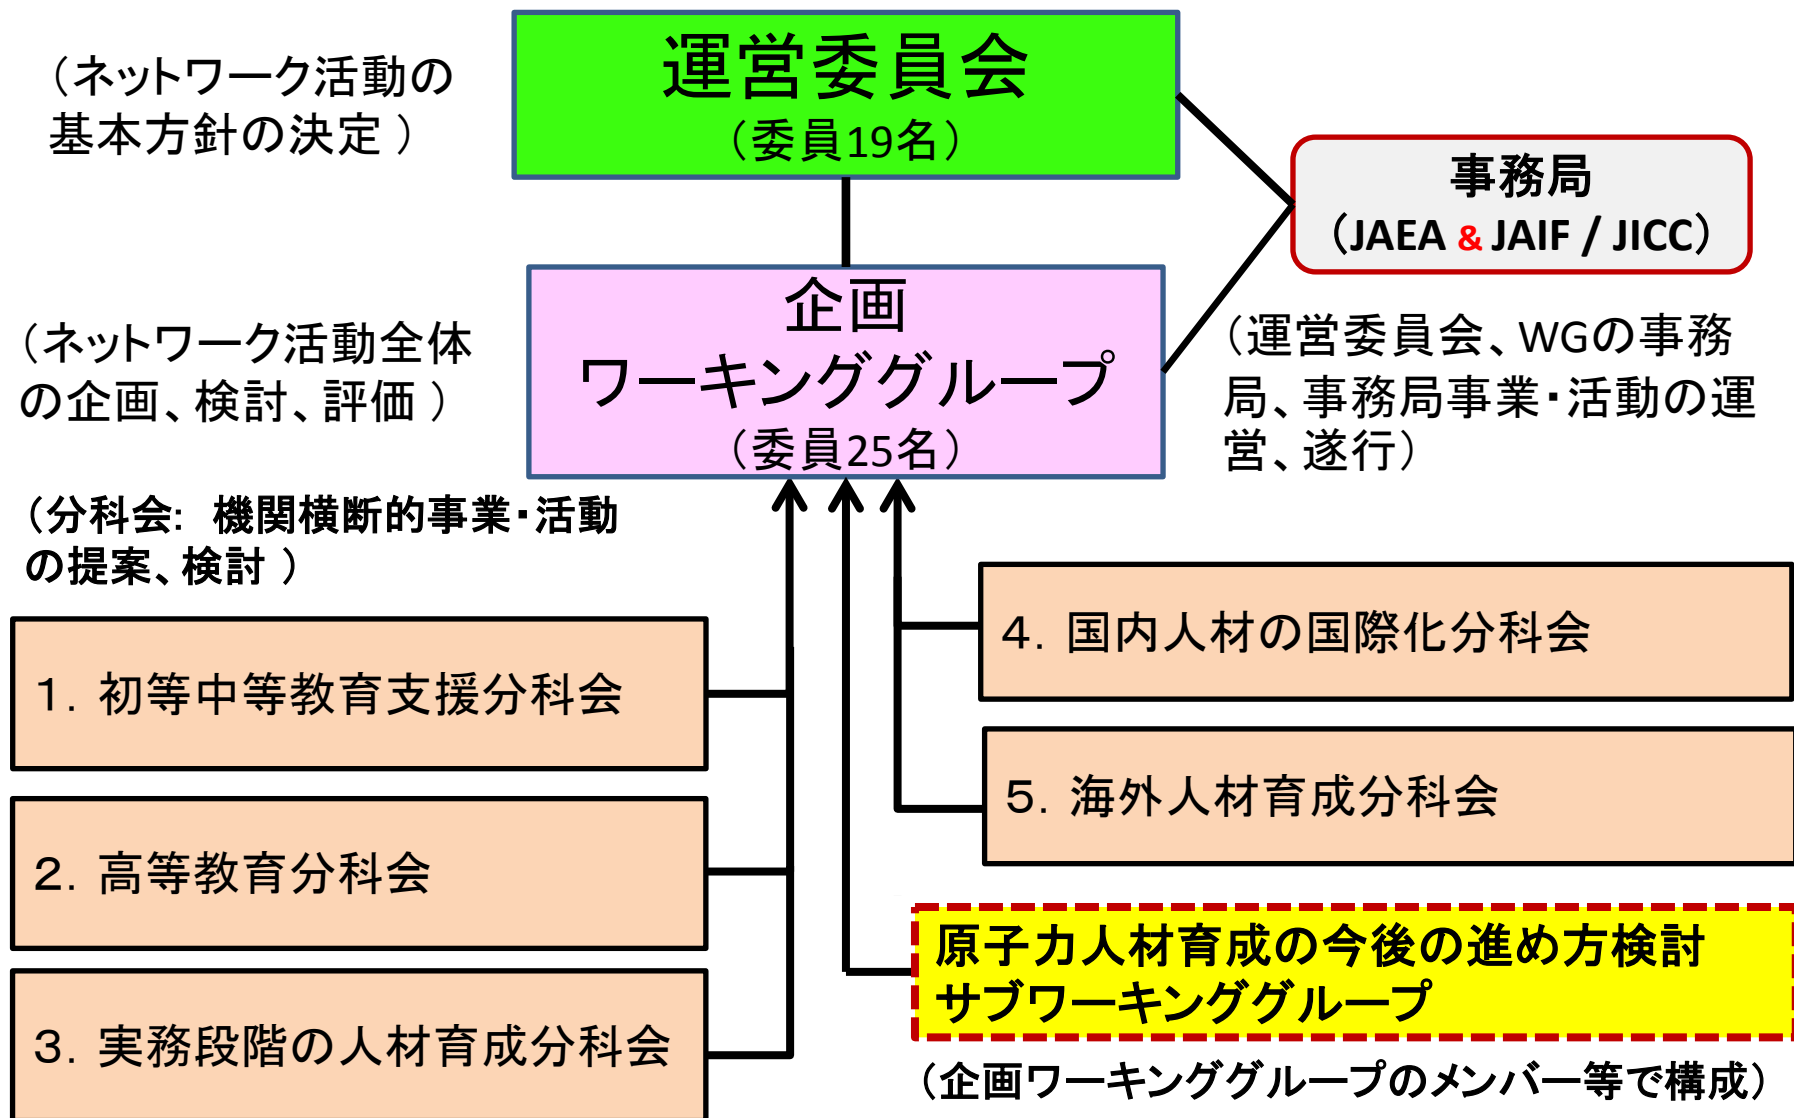 運営委員会
（委員19名）
（ネットワーク活動の
基本方針の決定 ）
事務局
（JAEA & JAIF / JICC）
企画
ワーキンググループ
（委員25名）
（ネットワーク活動全体
の企画、検討、評価 ）
（運営委員会、WGの事務
局、事務局事業・活動の運
営、遂行）
（分科会: 機関横断的事業・活動
の提案、検討 ）
１．初等中等教育支援分科会
２．高等教育分科会
３．実務段階の人材育成分科会
４．国内人材の国際化分科会
５．海外人材育成分科会
原子力人材育成の今後の進め方検討
サブワーキンググループ
（企画ワーキンググループのメンバー等で構成）